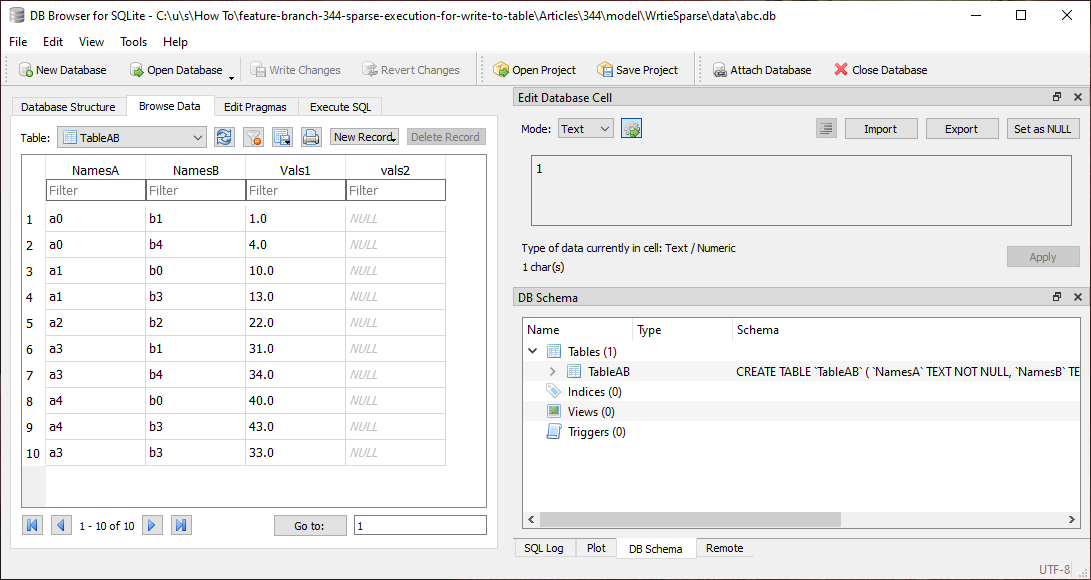 DB Browser for SQLite - C:\u\s\How To\feature-branch-344-sparse-execution-for-write-to-table\Articles\344\model\WrtieSparse\data\abc.db
File Edit View Tools Help
New Database Open Database Write Changes Revert Changes Open Project Save Project Attach Database Close Database
Database Structure Browse Data Edit Pragmas Execute SQL
Table: TableAB New Record Delete Record
NamesA NamesB Vals1 vals2
Filter Filter Filter Filter
1 a0 b1 1.0 NULL
2 a0 b4 4.0 NULL
3 a1 b0 10.0 NULL
4 a1 b3 13.0 NULL
5 a2 b2 22.0 NULL
6 a3 b1 31.0 NULL
7 a3 b4 34.0 NULL
8 a4 b0 40.0 NULL
9 a4 b3 43.0 NULL
10 a3 b3 33.0 NULL
1 - 10 of 10 Go to: 1
Edit Database Cell
Mode: Text Import Export Set as NULL
1
Type of data currently in cell: Text / Numeric
1 char(s)
Apply
DB Schema
Name Type Schema
Tables (1)
TableAB CREATE TABLE `TableAB` ( `NamesA` TEXT NOT NULL, `NamesB` TE
Indices (0)
Views (0)
Triggers (0)
SQL Log Plot DB Schema Remote
UTF-8